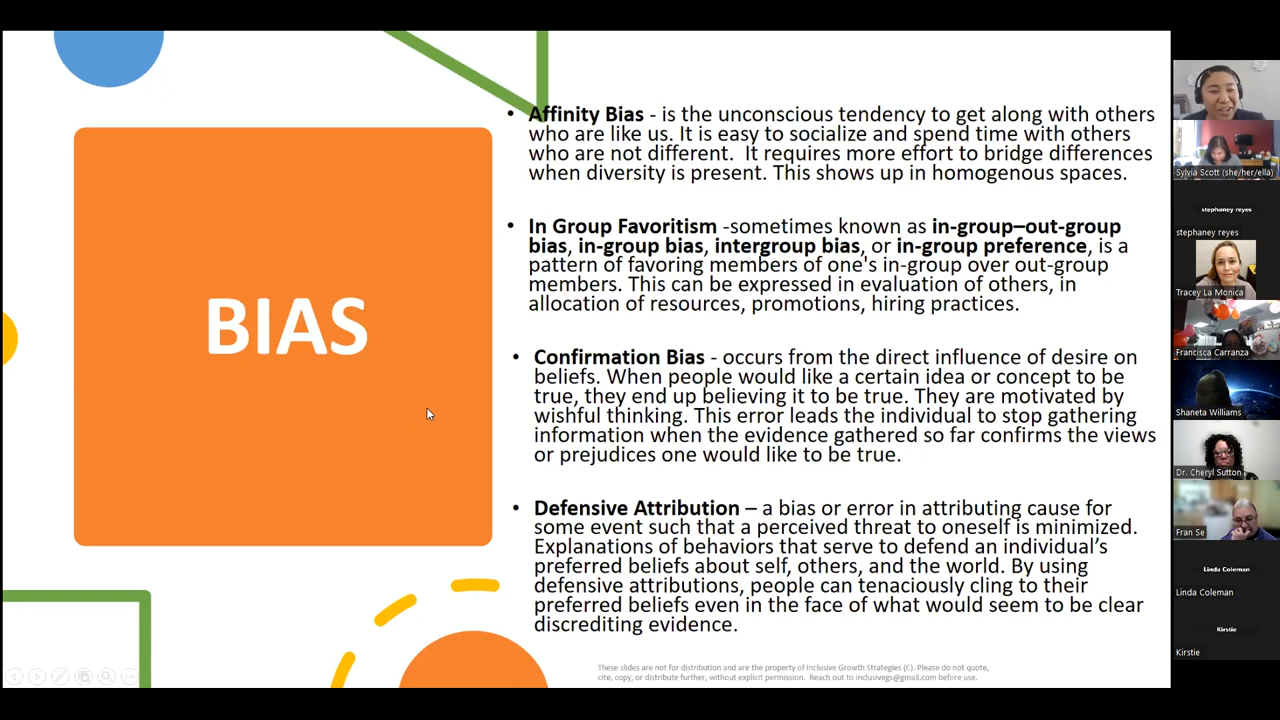 BIAS
• Affinity Bias - is the unconscious tendency to get along with others
who are like us. It is easy to socialize and spend time with others
who are not different.  It requires more effort to bridge differences
when diversity is present. This shows up in homogenous spaces.
• In Group Favoritism -sometimes known as in-group–out-group
bias, in-group bias, intergroup bias, or in-group preference, is a
pattern of favoring members of one's in-group over out-group
members. This can be expressed in evaluation of others, in
allocation of resources, promotions, hiring practices.
• Confirmation Bias - occurs from the direct influence of desire on
beliefs. When people would like a certain idea or concept to be
true, they end up believing it to be true. They are motivated by
wishful thinking. This error leads the individual to stop gathering
information when the evidence gathered so far confirms the views
or prejudices one would like to be true.
• Defensive Attribution – a bias or error in attributing cause for
some event such that a perceived threat to oneself is minimized.
Explanations of behaviors that serve to defend an individual’s
preferred beliefs about self, others, and the world. By using
defensive attributions, people can tenaciously cling to their
preferred beliefs even in the face of what would seem to be clear
discrediting evidence.
These slides are not for distribution and are the property of Inclusive Growth Strategies (C). Please do not quote,
cite, copy, or distribute further, without explicit permission.  Reach out to inclusivegs@gmail.com before use.
Sylvia Scott (she/her/ella)
stephaney reyes
stephaney reyes
Tracey La Monica
Francisca Carranza
Shaneta Williams
Dr. Cheryl Sutton
Fran Se
Linda Coleman
Linda Coleman
Kirstie
Kirstie